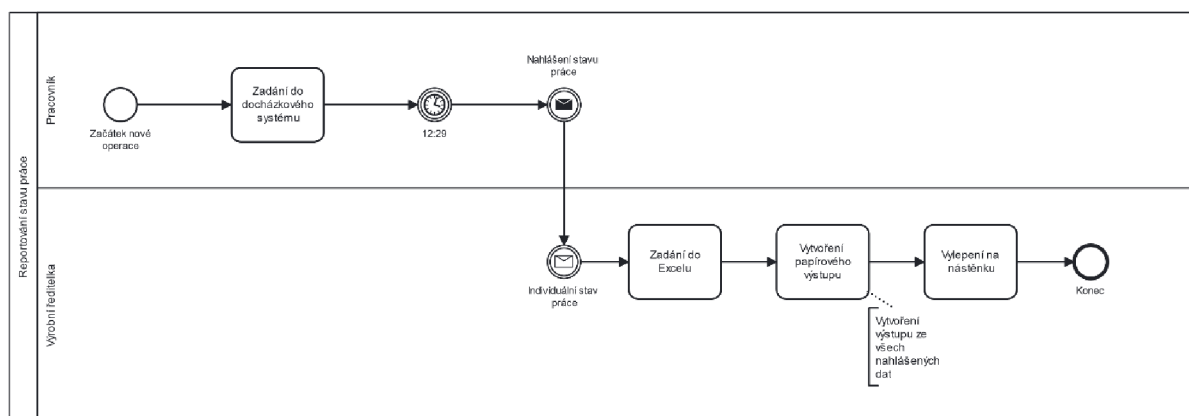 Reportování stavu práce
Pracovník
Začátek nové
operace
Zadání do
docházkového
systému
12:29
Nahlášení stavu
práce
Výrobní ředitelka
Individuální stav
práce
Zadání do
Excelu
Vytvoření
papírového
výstupu
Vytvoření
výstupu ze
všech
nahlášených
dat
Vylepení na
nástěnku
Konec